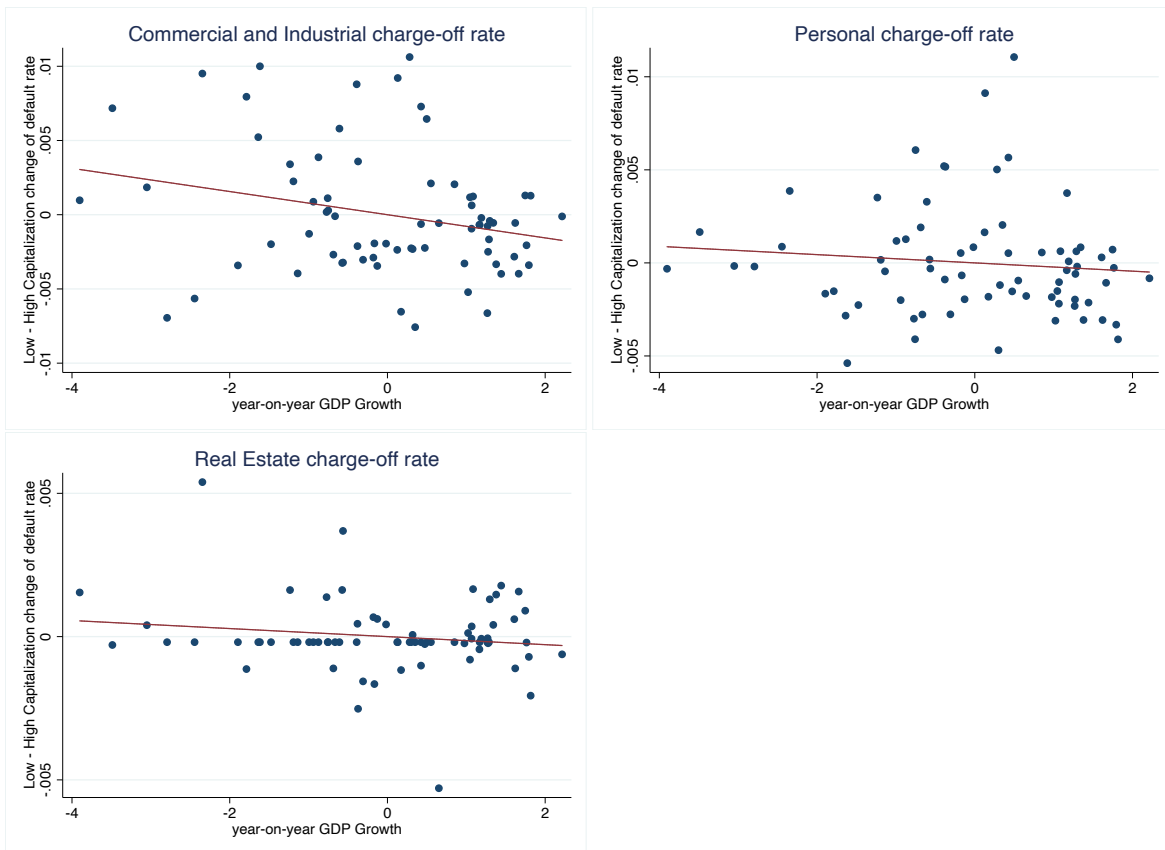 Commercial and Industrial charge-off rate
Low - High Capitalization change of default rate
.01
.005
0
-.005
-.01
-4
-2
0
2
year-on-year GDP Growth
Personal charge-off rate
Low - High Capitalization change of default rate
.01
.005
0
-.005
-4
-2
0
2
year-on-year GDP Growth
Real Estate charge-off rate
Low - High Capitalization change of default rate
.005
0
-.005
-4
-2
0
2
year-on-year GDP Growth